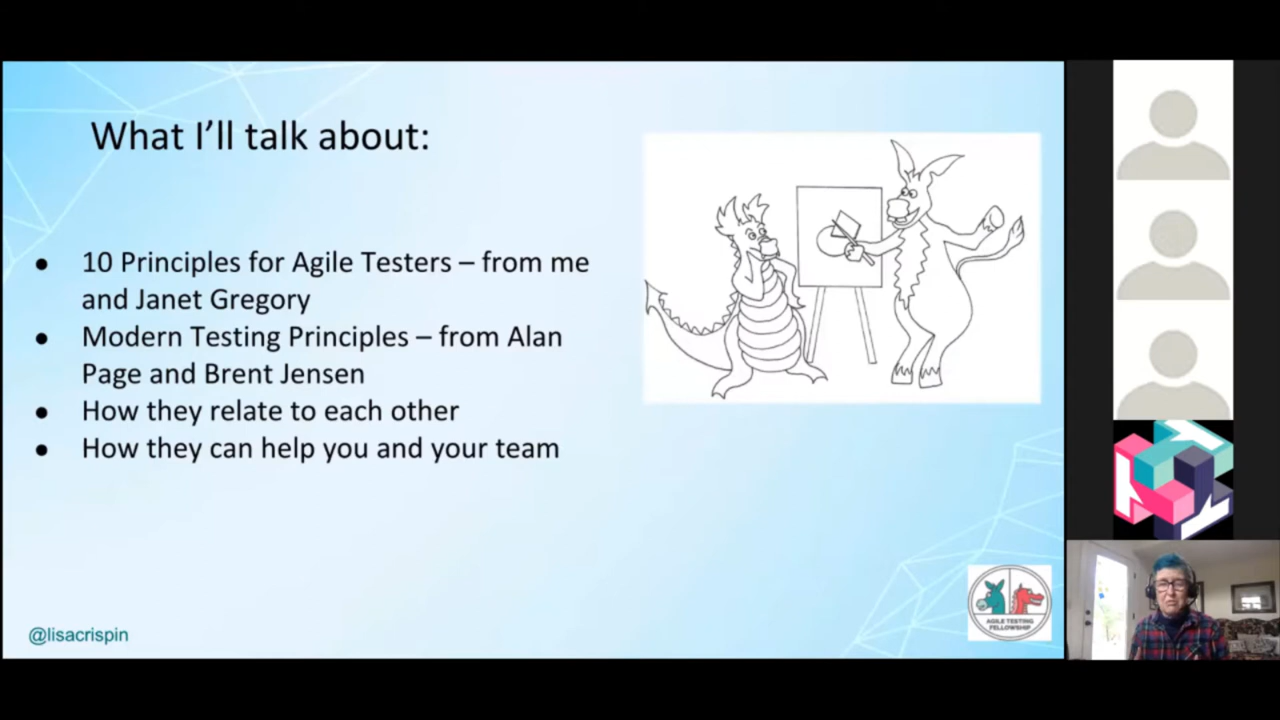 What I’ll talk about:
● 10 Principles for Agile Testers – from me
and Janet Gregory
● Modern Testing Principles – from Alan
Page and Brent Jensen
● How they relate to each other
● How they can help you and your team
AGILE TESTING
FELLOWSHIP
@lisacrispin